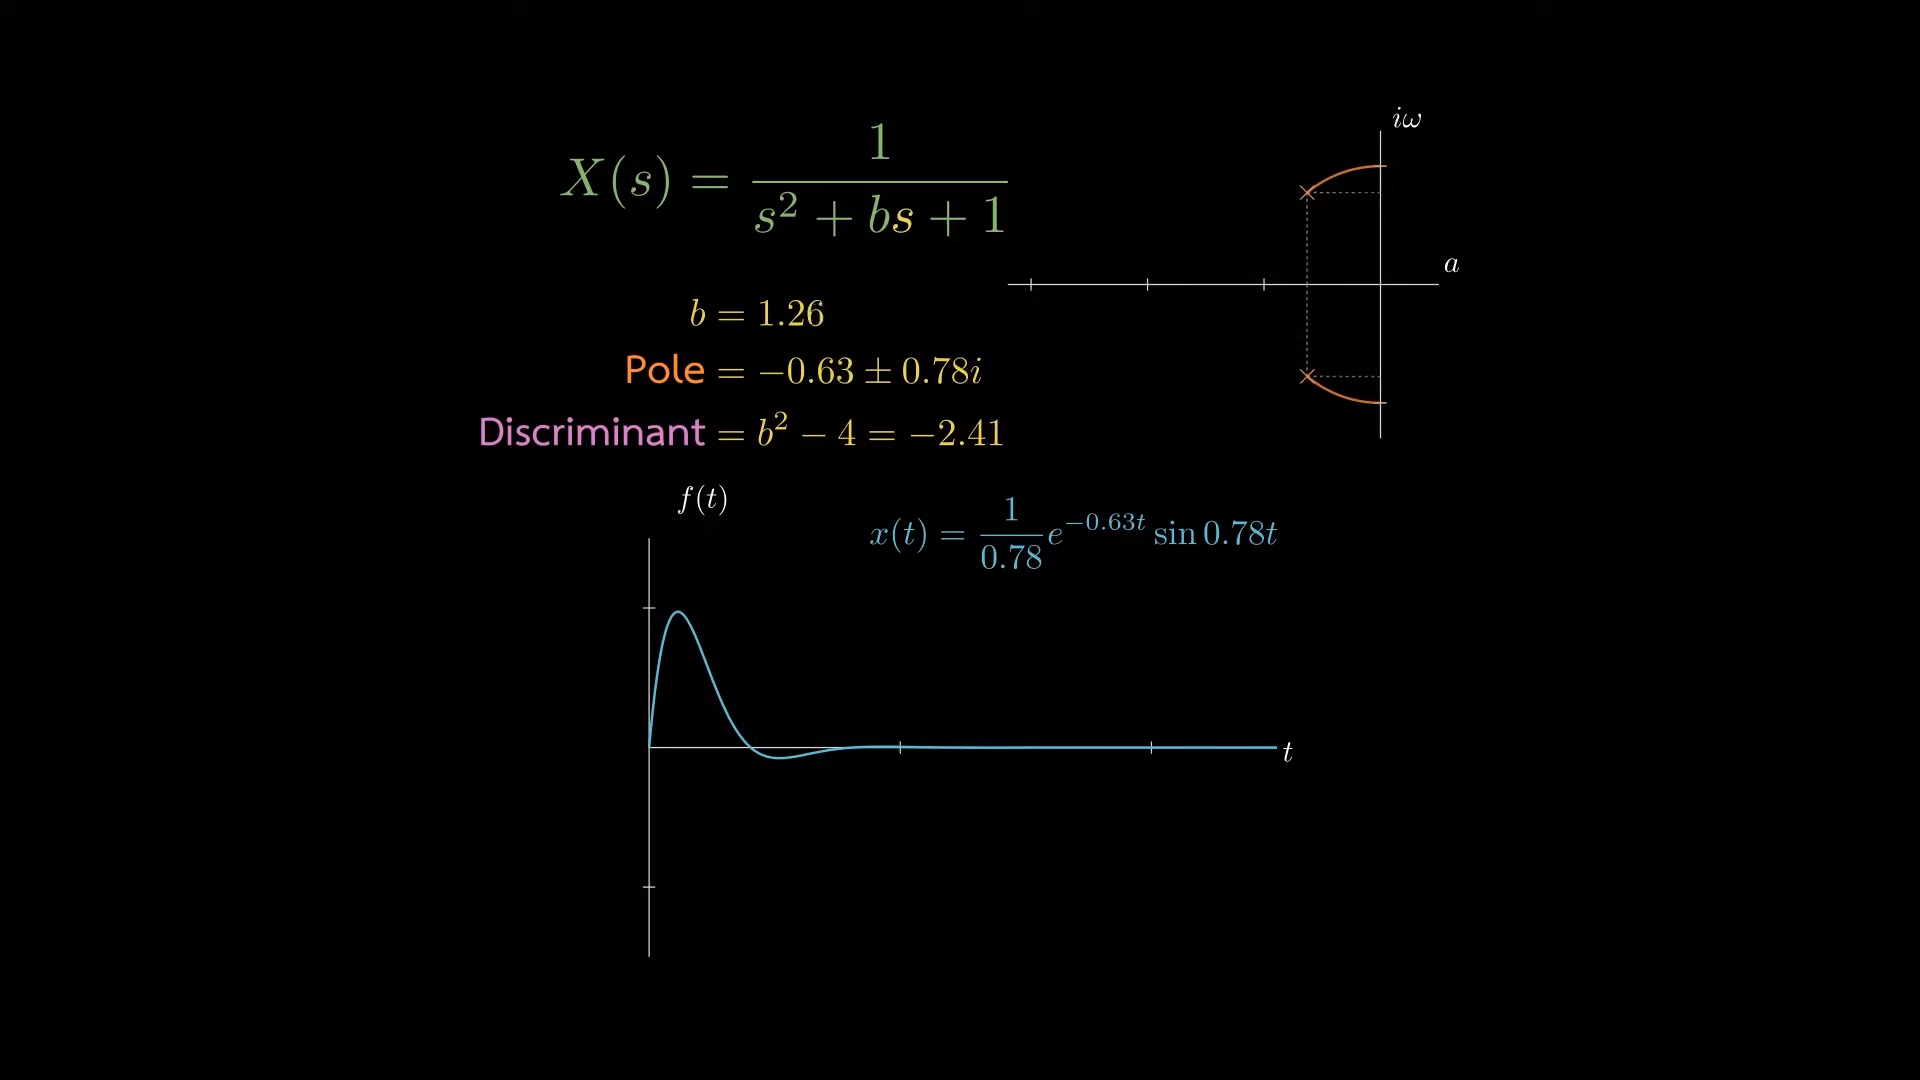 X(s) = 1 / (s² + bs + 1)
iω
a
b = 1.26
Pole = −0.63 ± 0.78i
Discriminant = b² − 4 = −2.41
f(t)
x(t) = 1/0.78 e^{−0.63t} sin 0.78t
t